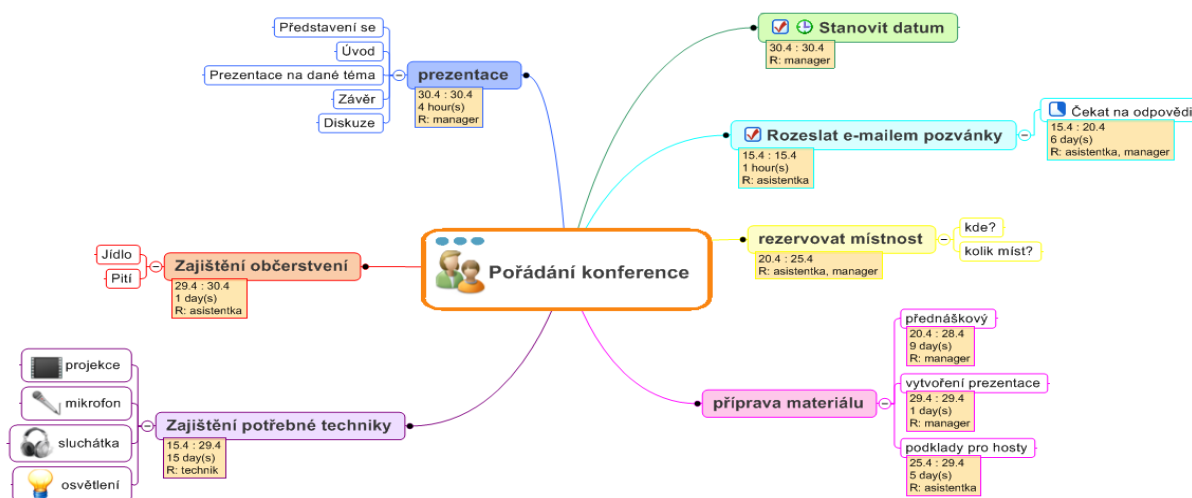 Pořádání konference
Stanovit datum
30.4 : 30.4
R: manager
Rozeslat e-mailem pozvánky
15.4 : 15.4
1 hour(s)
R: asistentka
Čekat na odpovědi
15.4 : 20.4
6 day(s)
R: asistentka, manager
rezervovat místnost
20.4 : 25.4
R: asistentka, manager
kde?
kolik míst?
příprava materiálu
přednáškový
20.4 : 28.4
9 day(s)
R: manager
vytvoření prezentace
29.4 : 29.4
1 day(s)
R: manager
podklady pro hosty
25.4 : 29.4
5 day(s)
R: asistentka
Zajištění potřebné techniky
15.4 : 29.4
15 day(s)
R: technik
projekce
mikrofon
sluchátka
osvětlení
Zajištění občerstvení
29.4 : 30.4
1 day(s)
R: asistentka
Jídlo
Pití
prezentace
30.4 : 30.4
4 hour(s)
R: manager
Představení se
Úvod
Prezentace na dané téma
Závěr
Diskuze